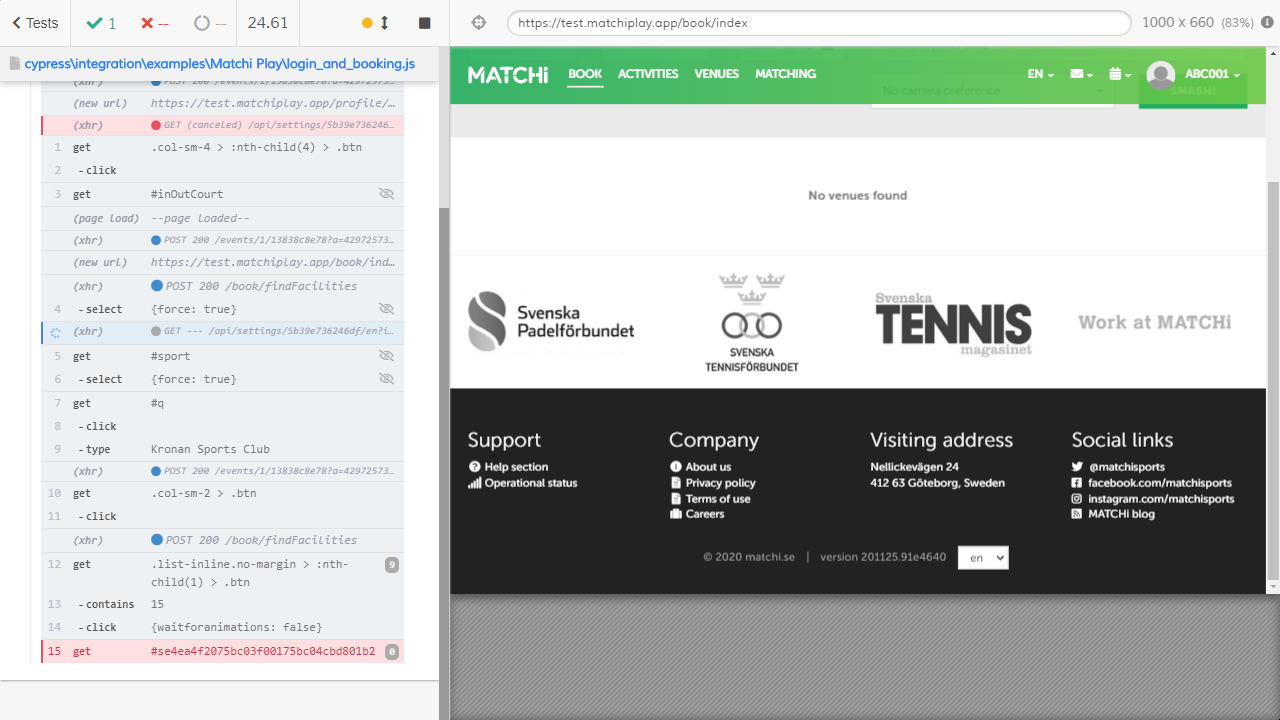 Tests
1
--
--
24.61
https://test.matchiplay.app/book/index
1000 x 660 (83%)
cypress\integration\examples\Matchi Play\login_and_booking.js
(xhr) POST 200 /events/1/13838c8e78?a=42972573…
(new url) https://test.matchiplay.app/profile/…
(xhr) GET (canceled) /api/settings/5b39e736246…
1 get .col-sm-4 > :nth-child(4) > .btn
2 -click
3 get #inOutCourt
(page load) --page loaded--
(xhr) POST 200 /events/1/13838c8e78?a=42972573…
(new url) https://test.matchiplay.app/book/ind…
(xhr) POST 200 /book/findFacilities
4 -select {force: true}
(xhr) GET --- /api/settings/5b39e736246df/en?i…
5 get #sport
6 -select {force: true}
7 get #q
8 -click
9 -type Kronan Sports Club
(xhr) POST 200 /events/1/13838c8e78?a=42972573…
10 get .col-sm-2 > .btn
11 -click
(xhr) POST 200 /book/findFacilities
12 get .list-inline.no-margin > :nth- 9
child(1) > .btn
13 -contains 15
14 -click {waitforanimations: false}
15 get #se4ea4f2075bc03f00175bc04cbd801b2 0
MATCHi BOOK ACTIVITIES VENUES MATCHING EN ABC001
No camera preference SMASH!
No venues found
Svenska
Padelförbundet
SVENSKA
TENNISFÖRBUNDET
Svenska
TENNIS
magasinet
Work at MATCHi
Support
Help section
Operational status
Company
About us
Privacy policy
Terms of use
Careers
Visiting address
Nellickevägen 24
412 63 Göteborg, Sweden
Social links
@matchisports
facebook.com/matchisports
instagram.com/matchisports
MATCHi blog
© 2020 matchi.se | version 201125.91e4640 en